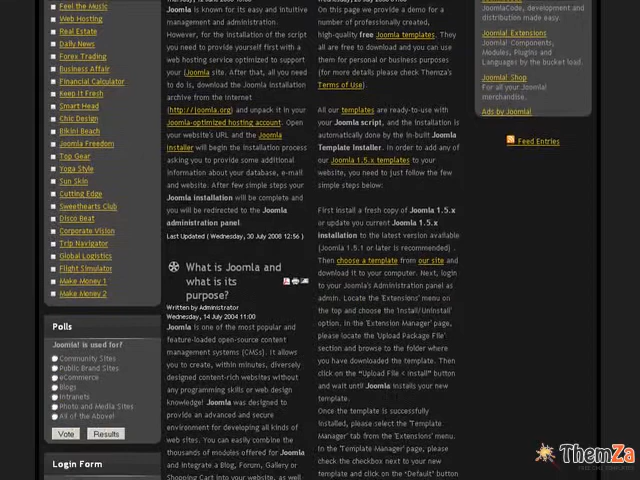 Feel the Music
Web Hosting
Real Estate
Daily News
Forex Trading
Business Affair
Financial Calculator
Keep It Fresh
Smart Head
Chic Design
Bikini Beach
Joomla Freedom
Top Gear
Yoga Style
Sun Skin
Cutting Edge
Sweethearts Club
Disco Beat
Corporate Vision
Trip Navigator
Global Logistics
Flight Simulator
Make Money 1
Make Money 2
Polls
Joomla! is used for?
Community Sites
Public Brand Sites
eCommerce
Blogs
Intranets
Photo and Media Sites
All of the Above!
Vote Results
Login Form
Joomla is known for its easy and intuitive
management and administration.
However, for the installation of the script
you need to provide yourself first with a
web hosting service optimized to support
your (Joomla site. After that, all you need
to do, is download the Joomla installation
archive from the Internet
(http://joomla.org) and unpack it in your
Joomla-optimized hosting account. Open
your website's URL and the Joomla
Installer will begin the installation process
asking you to provide some additional
information about your database, e-mail
and website. After few simple steps your
Joomla installation will be complete and
you will be redirected to the Joomla
administration panel.
Last Updated ( Wednesday, 30 July 2008 12:56 )
What is Joomla and
what is its
purpose?
Written by Administrator
Wednesday, 14 July 2004 11:00
Joomla is one of the most popular and
feature-loaded open-source content
management systems (CMSs). It allows
you to create, within minutes, diversely
designed content-rich websites without
any programming skills or web design
knowledge! Joomla was designed to
provide an advanced and secure
environment for developing all kinds of
web sites. You can easily combine the
thousands of modules offered for Joomla
and integrate a Blog, Forum, Gallery or
Shopping Cart into your website, as well
On this page we provide a demo for a
number of professionally created,
high-quality free Joomla templates. They
all are free to download and you can use
them for personal or business purposes
(for more details please check Themza's
Terms of Use).
All our templates are ready-to-use with
your Joomla script, and the installation is
automatically done by the in-built Joomla
Template Installer. In order to add any of
our Joomla 1.5.x templates to your
website, you need to just follow the few
simple steps below:
First install a fresh copy of Joomla 1.5.x
or update you current Joomla 1.5.x
installation to the latest version available
(Joomla 1.5.1 or later is recommended) .
Then choose a template from our site and
download it to your computer. Next, login
to your Joomla's Administration panel as
admin. Locate the 'Extensions' menu on
the top and choose the 'Install/Uninstall'
option. In the 'Extension Manager' page,
please locate the 'Upload Package File'
section and browse to the folder where
you have downloaded the template. Then
click on the "Upload File & Install" button
and wait until Joomla installs your new
template.
Once the template is successfully
installed, please select the 'Template
Manager' tab from the 'Extensions' menu.
In the 'Template Manager' page, please
check the checkbox next to your new
template and click on the "Default" button
JoomlaCode, development and
distribution made easy.
Joomla! Extensions
Joomla! Components,
Modules, Plugins and
Languages by the bucket load.
Joomla! Shop
For all your Joomla!
merchandise.
Ads by Joomla!
Feed Entries
ThemZa